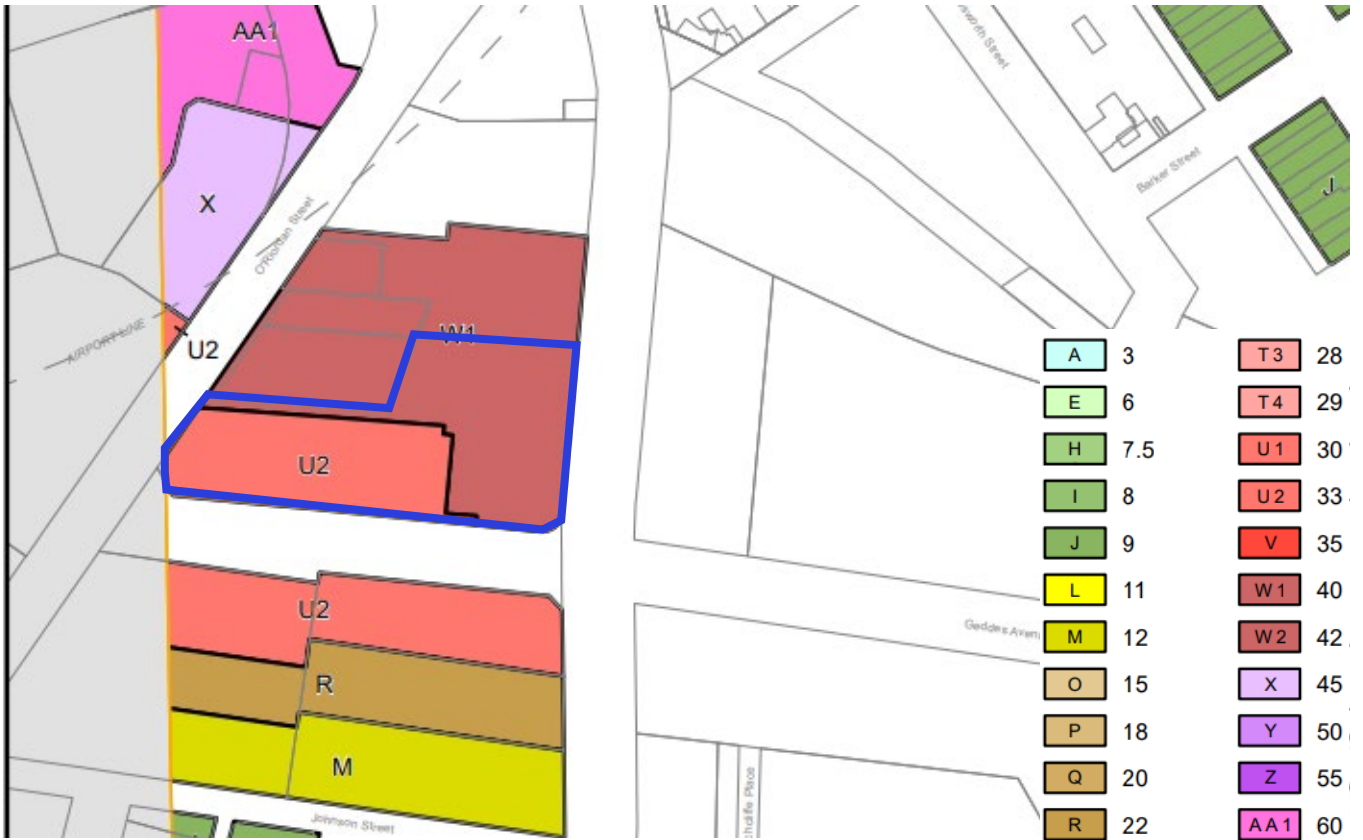 AA1
X
O'Riordan Street
AIRPORT LINE
U2
W1
U2
U2
R
M
Johnson Street
Barker Street
J
A 3
E 6
H 7.5
I 8
J 9
L 11
M 12
O 15
P 18
Q 20
R 22
T3 28
T4 29
U1 30
U2 33
V 35
W1 40
W2 42
X 45
Y 50
Z 55
AA1 60